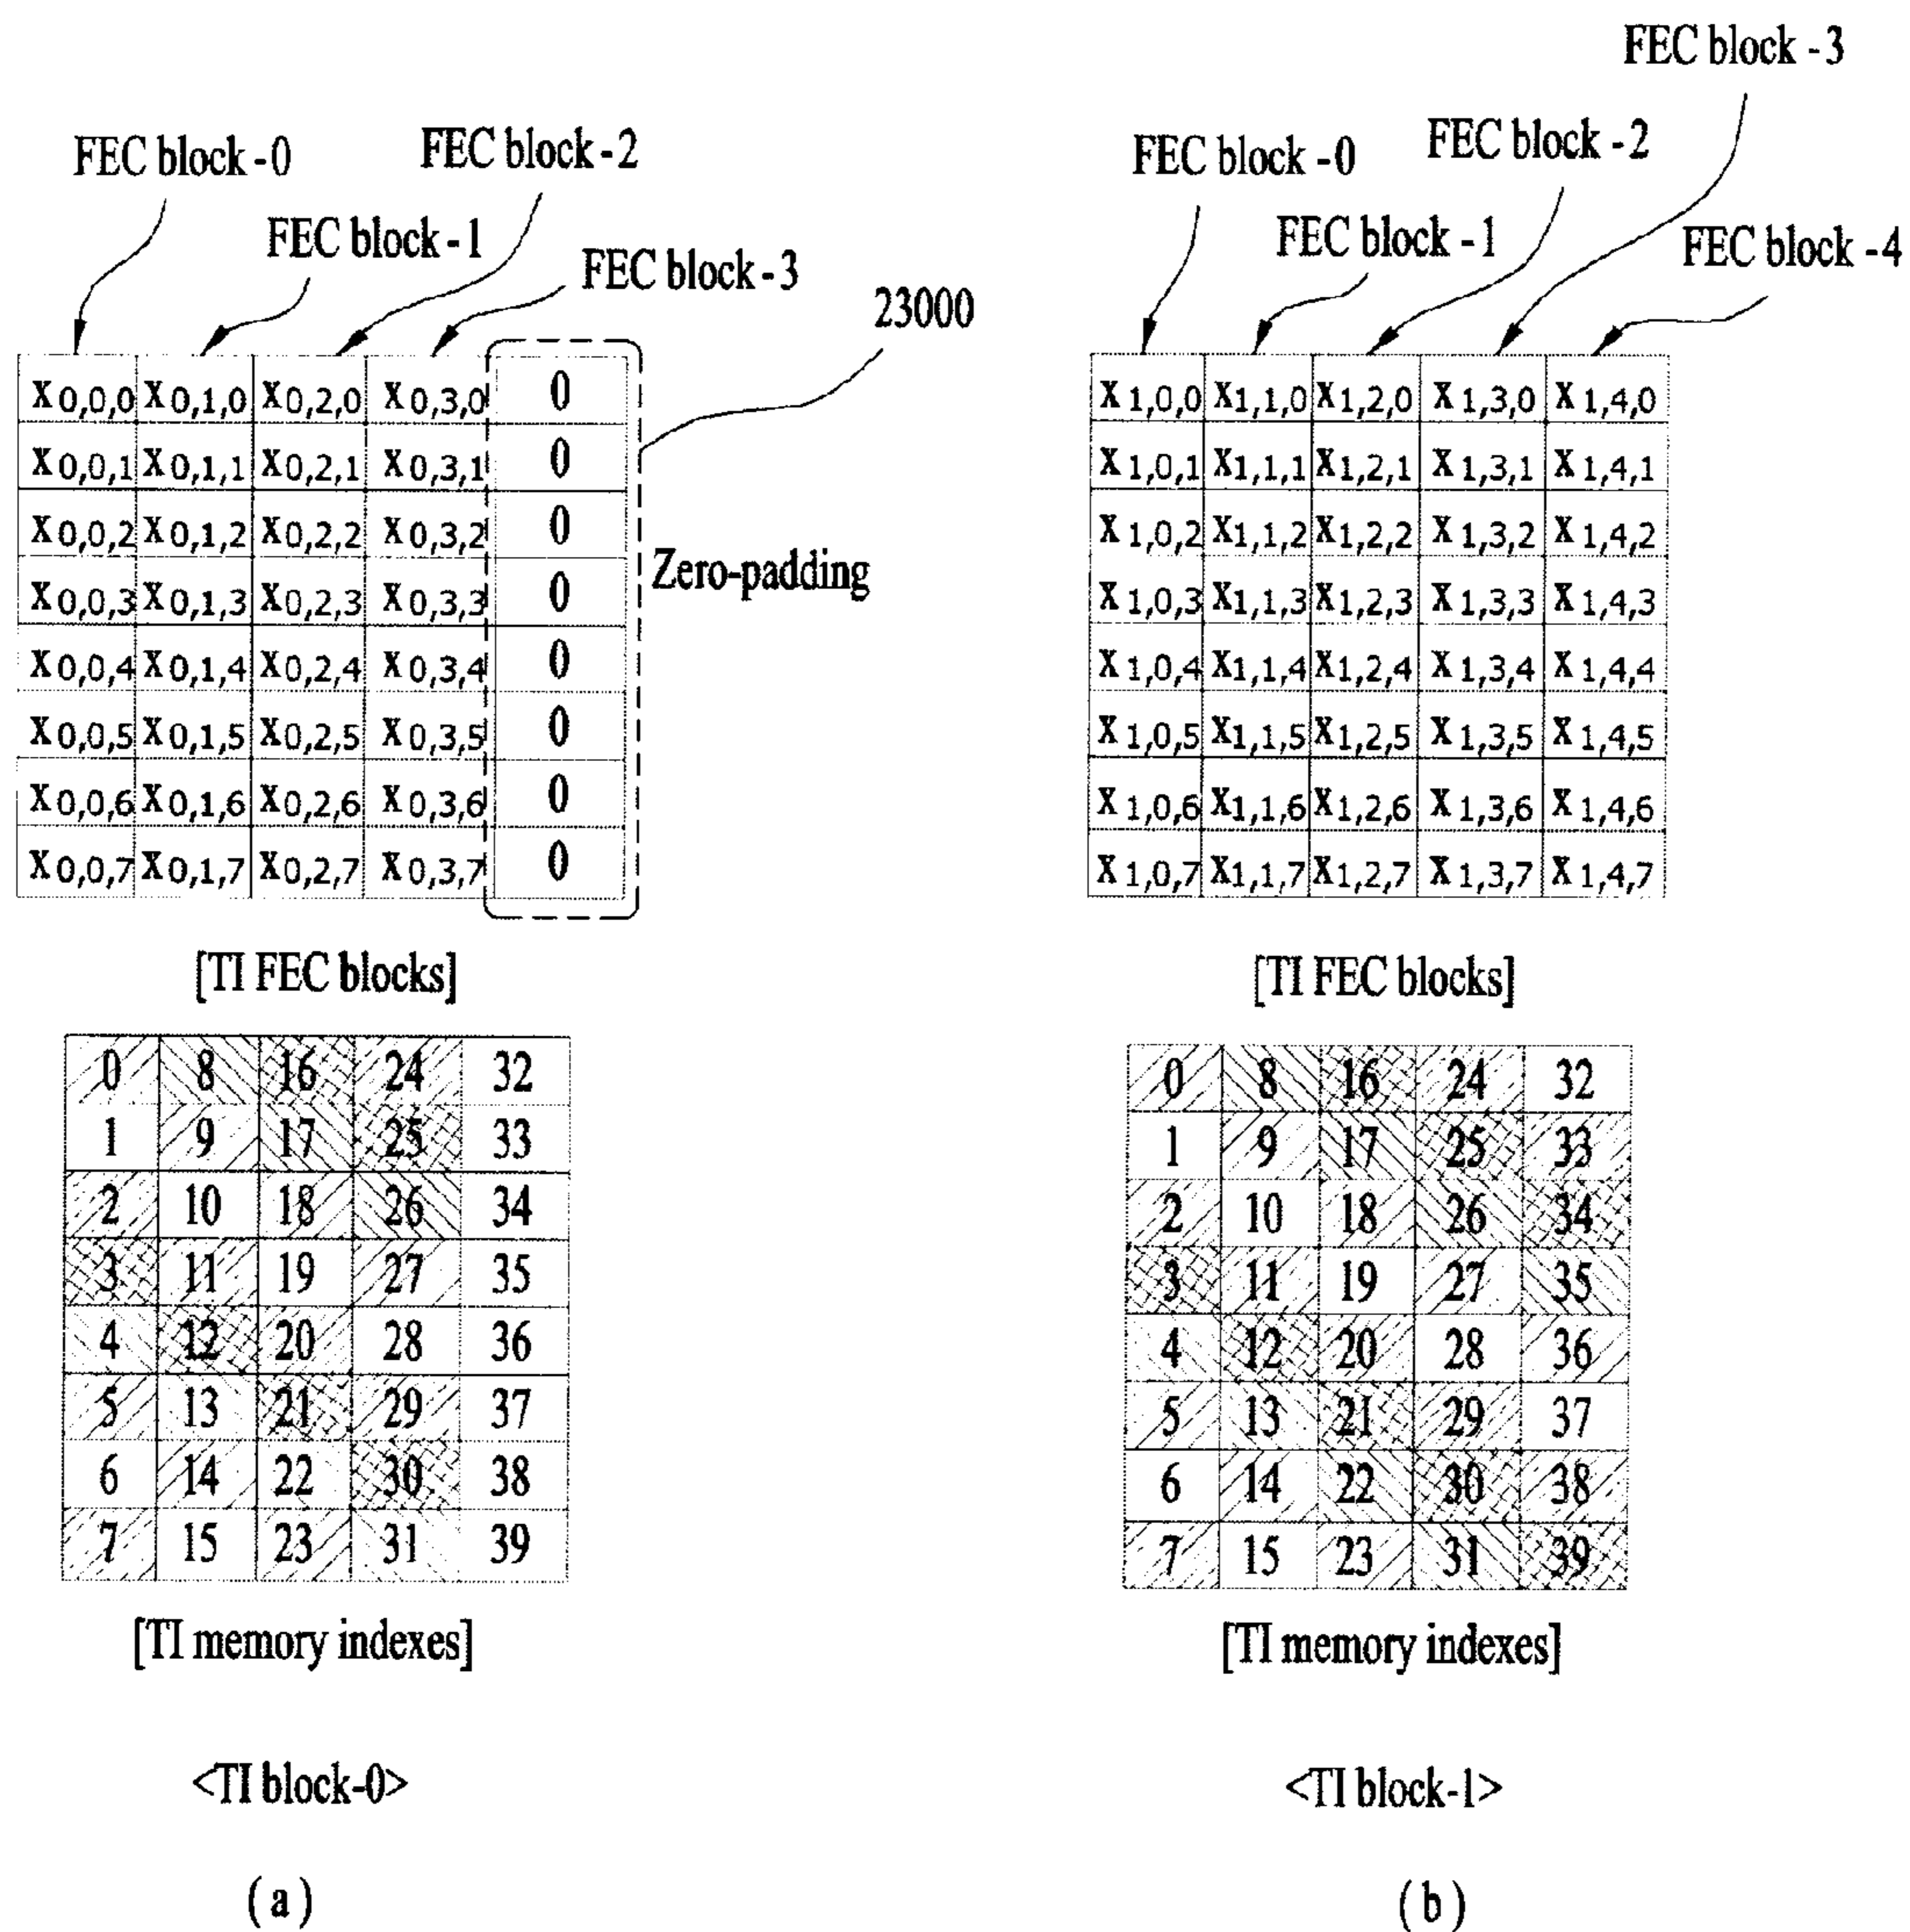 FEC block - 0
FEC block - 2
FEC block - 1
FEC block - 3
23000
x0,0,0 x0,1,0 x0,2,0 x0,3,0 0
x0,0,1 x0,1,1 x0,2,1 x0,3,1 0
x0,0,2 x0,1,2 x0,2,2 x0,3,2 0
x0,0,3 x0,1,3 x0,2,3 x0,3,3 0
x0,0,4 x0,1,4 x0,2,4 x0,3,4 0
x0,0,5 x0,1,5 x0,2,5 x0,3,5 0
x0,0,6 x0,1,6 x0,2,6 x0,3,6 0
x0,0,7 x0,1,7 x0,2,7 x0,3,7 0
Zero-padding
[TI FEC blocks]
0 8 16 24 32
1 9 17 25 33
2 10 18 26 34
3 11 19 27 35
4 12 20 28 36
5 13 21 29 37
6 14 22 30 38
7 15 23 31 39
[TI memory indexes]
<TI block-0>
(a)
FEC block - 3
FEC block - 2
FEC block - 0
FEC block - 1
FEC block - 4
x1,0,0 x1,1,0 x1,2,0 x1,3,0 x1,4,0
x1,0,1 x1,1,1 x1,2,1 x1,3,1 x1,4,1
x1,0,2 x1,1,2 x1,2,2 x1,3,2 x1,4,2
x1,0,3 x1,1,3 x1,2,3 x1,3,3 x1,4,3
x1,0,4 x1,1,4 x1,2,4 x1,3,4 x1,4,4
x1,0,5 x1,1,5 x1,2,5 x1,3,5 x1,4,5
x1,0,6 x1,1,6 x1,2,6 x1,3,6 x1,4,6
x1,0,7 x1,1,7 x1,2,7 x1,3,7 x1,4,7
[TI FEC blocks]
0 8 16 24 32
1 9 17 25 33
2 10 18 26 34
3 11 19 27 35
4 12 20 28 36
5 13 21 29 37
6 14 22 30 38
7 15 23 31 39
[TI memory indexes]
<TI block-1>
(b)